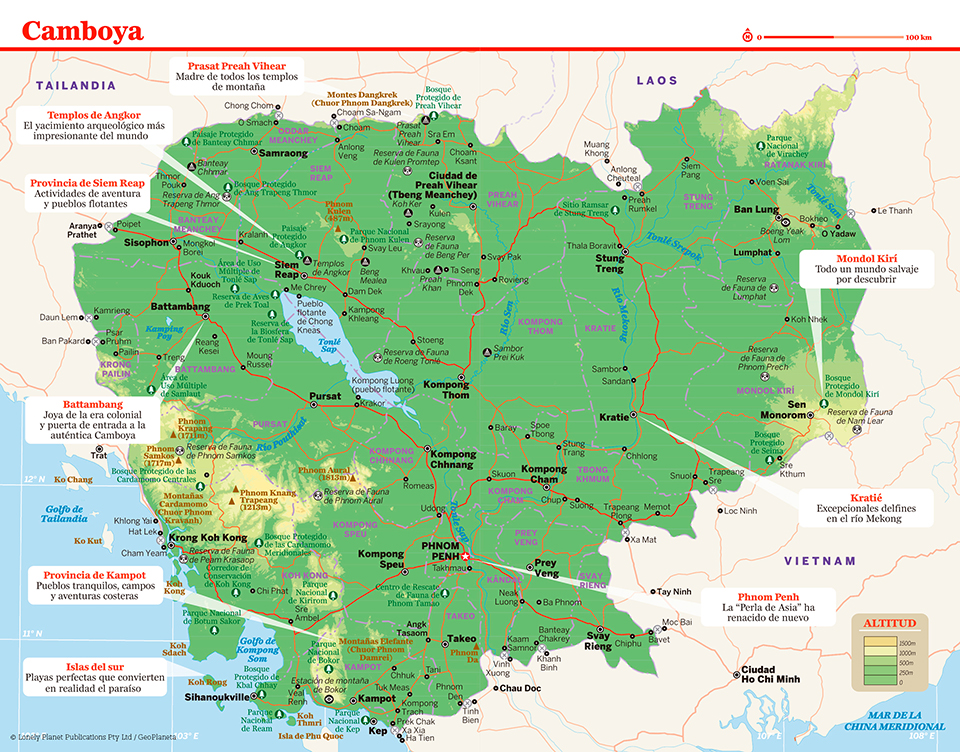 Camboya
0
100 km
TAILANDIA
LAOS
VIETNAM
MAR DE LA
CHINA MERIDIONAL
Golfo de
Tailandia
Golfo de
Kompong
Som
Prasat Preah Vihear
Madre de todos los templos
de montaña
Templos de Angkor
El yacimiento arqueológico más
impresionante del mundo
Provincia de Siem Reap
Actividades de aventura
y pueblos flotantes
Battambang
Joya de la era colonial
y puerta de entrada a la
auténtica Camboya
Provincia de Kampot
Pueblos tranquilos, campos
y aventuras costeras
Islas del sur
Playas perfectas que convierten
en realidad el paraíso
Mondol Kirí
Todo un mundo salvaje
por descubrir
Kratié
Excepcionales delfines
en el río Mekong
Phnom Penh
La “Perla de Asia” ha
renacido de nuevo
ALTITUD
1500m
1000m
500m
250m
0
Montes Dangkrek
(Chuor Phnom Dangkrek)
Bosque
Protegido de
Preah Vihear
Chong Chom
O Smach
Choam Sa-Ngam
Choam
Anlong
Veng
Prasat
Preah
Vihear
Sra Em
Choam
Ksant
Paisaje Protegido
de Banteay Chhmar
ODDAR
MEANCHEY
Samraong
Banteay
Chhmar
Thmor
Pouk
Reserva de Ang
Trapeng Thmor
Bosque Protegido
de Ang Trapeng Thmor
SIEM
REAP
Reserva de Fauna
de Kulen Promtep
Ciudad de
Preah Vihear
(Tbeng Meanchey)
PREAH
VIHEAR
Koh Ker
Kulen
Srayong
Phnom
Kulen
(487m)
Parque Nacional
de Phnom Kulen
Reserva
de Fauna
de Beng Per
BANTEAY
MEANCHEY
Aranya
Prathet
Poipet
Sisophon
Mongkol
Borei
Kralanh
Paisaje
Protegido
de Angkor
Svay Leu
Beng
Mealea
Templos
de Angkor
Siem
Reap
Khvau
Preah
Khan
Ta Seng
Phnom
Dek
Svay Pak
Rovieng
Área de Uso
Múltiple de
Tonlé Sap
Kouk
Kduoch
Reserva de Aves
de Prek Toal
Me Chrey
Pueblo
flotante
de Chong
Kneas
Dam Dek
Kampong
Khleang
Reserva de
la Biosfera
de Tonlé Sap
Tonlé
Sap
Stoeng
Reserva de Fauna
de Roeng Tonlé
Sambor
Prei Kuk
Río Sen
KOMPONG
THOM
Kompong
Thom
Battambang
Daun Lem
Kamrieng
Ban Pakard
Psar
Pruhm
Pailin
Kamping
Poy
Reang
Kesei
Treng
Moung
Russei
KRONG
PAILIN
BATTAMBANG
Área de
Uso Múltiple
de Samlaut
Kompong Luong
(pueblo flotante)
Krakor
Pursat
PURSAT
Río Pouthisat
Trat
Phnom
Krapang
(1711m)
Phnom
Samkos
(1717m)
Reserva de Fauna
de Phnom Samkos
Bosque Protegido de
las Cardamomo Centrales
Montañas
Cardamomo
(Chuor Phnom
Kravanh)
Phnom Knang
Trapeang
(1213m)
Phnom Aural
(1813m)
Reserva de Fauna
de Phnom Aural
KOMPONG
CHHNANG
Kompong
Chhnang
Romeas
Udong
Tonlé Sap
KOMPONG
SPEU
Kompong
Speu
PHNOM
PENH
Takhmau
Baray
Spoe
Tbong
Stung
Trang
Skuon
Kompong
Cham
KOMPONG
CHAM
Chup
Suong
TBONG
KHMUM
Chhlong
Trapeang
Plong
Memot
Xa Mat
Snuol
Trapeang
Sre
Loc Ninh
PREY
VENG
Prey
Veng
SVAY
RIENG
KANDAL
Neak
Luong
Ba Phnom
Tay Ninh
Svay
Rieng
Chiphu
Bavet
Moc Bai
Banteay
Chakrey
Kaam
Samnor
Khanh
Vinh
Xuong
Chau Doc
Ciudad
Ho Chi Minh
Centro de Rescate
de Fauna de
Phnom Tamao
TAKEO
Takeo
Angk
Tasaom
Phnom
Da
Tani
Chhuk
Tuk Meas
Kompong
Trach
Phnom
Den
Tinh
Bien
Prek Chak
Xa Xia
Ha Tien
Kep
Parque
Nacional
de Kep
Kampot
KAMPOT
Montañas Elefante
(Chuor Phnom
Damrei)
Parque
Nacional
de Bokor
Estación de montaña
de Bokor
Veal
Renh
Bosque
Protegido de
Kbal Chhay
Sihanoukville
Parque
Nacional
de Ream
Koh
Thmri
Isla de Phu Quoc
Koh Rong
Koh
Sdach
Parque Nacional
de Botum Sakor
Sre
Ambel
Chi Phat
Parque
Nacional
de Kirirom
KOH KONG
Corredor de
Conservación
de Koh Kong
Bosque Protegido
de las Cardamomo
Meridionales
Krong Koh Kong
Reserva de Fauna
de Peam Krasaop
Koh
Kong
Khlong Yai
Hat Lek
Cham Yeam
Ko Chang
Ko Kut
Muang
Khong
Anlong
Cheuteal
Preah
Rumkel
Sitio Ramsar
de Stung Treng
Siem
Pang
STUNG
TRENG
Thala Boravit
Stung
Treng
Tonlé Srepok
Tonlé San
Río Mekong
Parque
Nacional
de Virachey
RATANAK KIRÍ
Voen Sai
Ban Lung
Boeng Yeak
Lom
Bokheo
O Yadaw
Le Thanh
Lumphat
Reserva
de Fauna de
Lumphat
Koh Nhek
Reserva de
Fauna de
Phnom Prech
MONDOL KIRÍ
Bosque
Protegido
de Mondol Kirí
Sen
Monorom
Reserva de
Fauna de
Nam Lear
Bosque
Protegido
de Seima
Sre
Kthum
KRATIE
Sambor
Sandan
Kratie
12° N
11° N
103° E
107° E
108° E
© Lonely Planet Publications Pty Ltd / GeoPlaneta